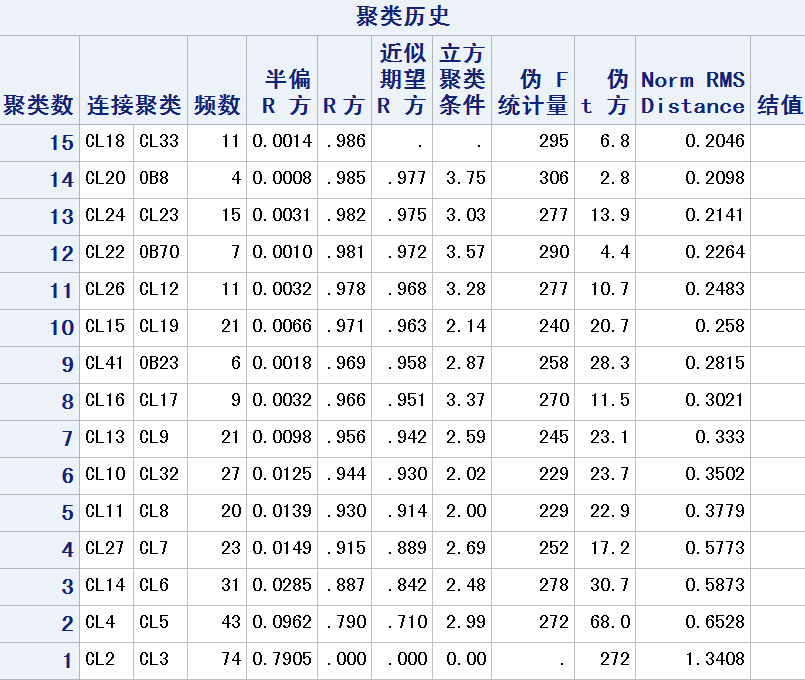 聚类历史
聚类数 连接聚类 频数 半偏 R 方 R 方 近似期望 R 方 立方聚类条件 伪 F 统计量 伪 t 方 Norm RMS Distance 结值
15 CL18 CL33 11 0.0014 .986 . . 295 6.8 0.2046
14 CL20 OB8 4 0.0008 .985 .977 3.75 306 2.8 0.2098
13 CL24 CL23 15 0.0031 .982 .975 3.03 277 13.9 0.2141
12 CL22 OB70 7 0.0010 .981 .972 3.57 290 4.4 0.2264
11 CL26 CL12 11 0.0032 .978 .968 3.28 277 10.7 0.2483
10 CL15 CL19 21 0.0066 .971 .963 2.14 240 20.7 0.258
9 CL41 OB23 6 0.0018 .969 .958 2.87 258 28.3 0.2815
8 CL16 CL17 9 0.0032 .966 .951 3.37 270 11.5 0.3021
7 CL13 CL9 21 0.0098 .956 .942 2.59 245 23.1 0.333
6 CL10 CL32 27 0.0125 .944 .930 2.02 229 23.7 0.3502
5 CL11 CL8 20 0.0139 .930 .914 2.00 229 22.9 0.3779
4 CL27 CL7 23 0.0149 .915 .889 2.69 252 17.2 0.5773
3 CL14 CL6 31 0.0285 .887 .842 2.48 278 30.7 0.5873
2 CL4 CL5 43 0.0962 .790 .710 2.99 272 68.0 0.6528
1 CL2 CL3 74 0.7905 .000 .000 0.00 . 272 1.3408